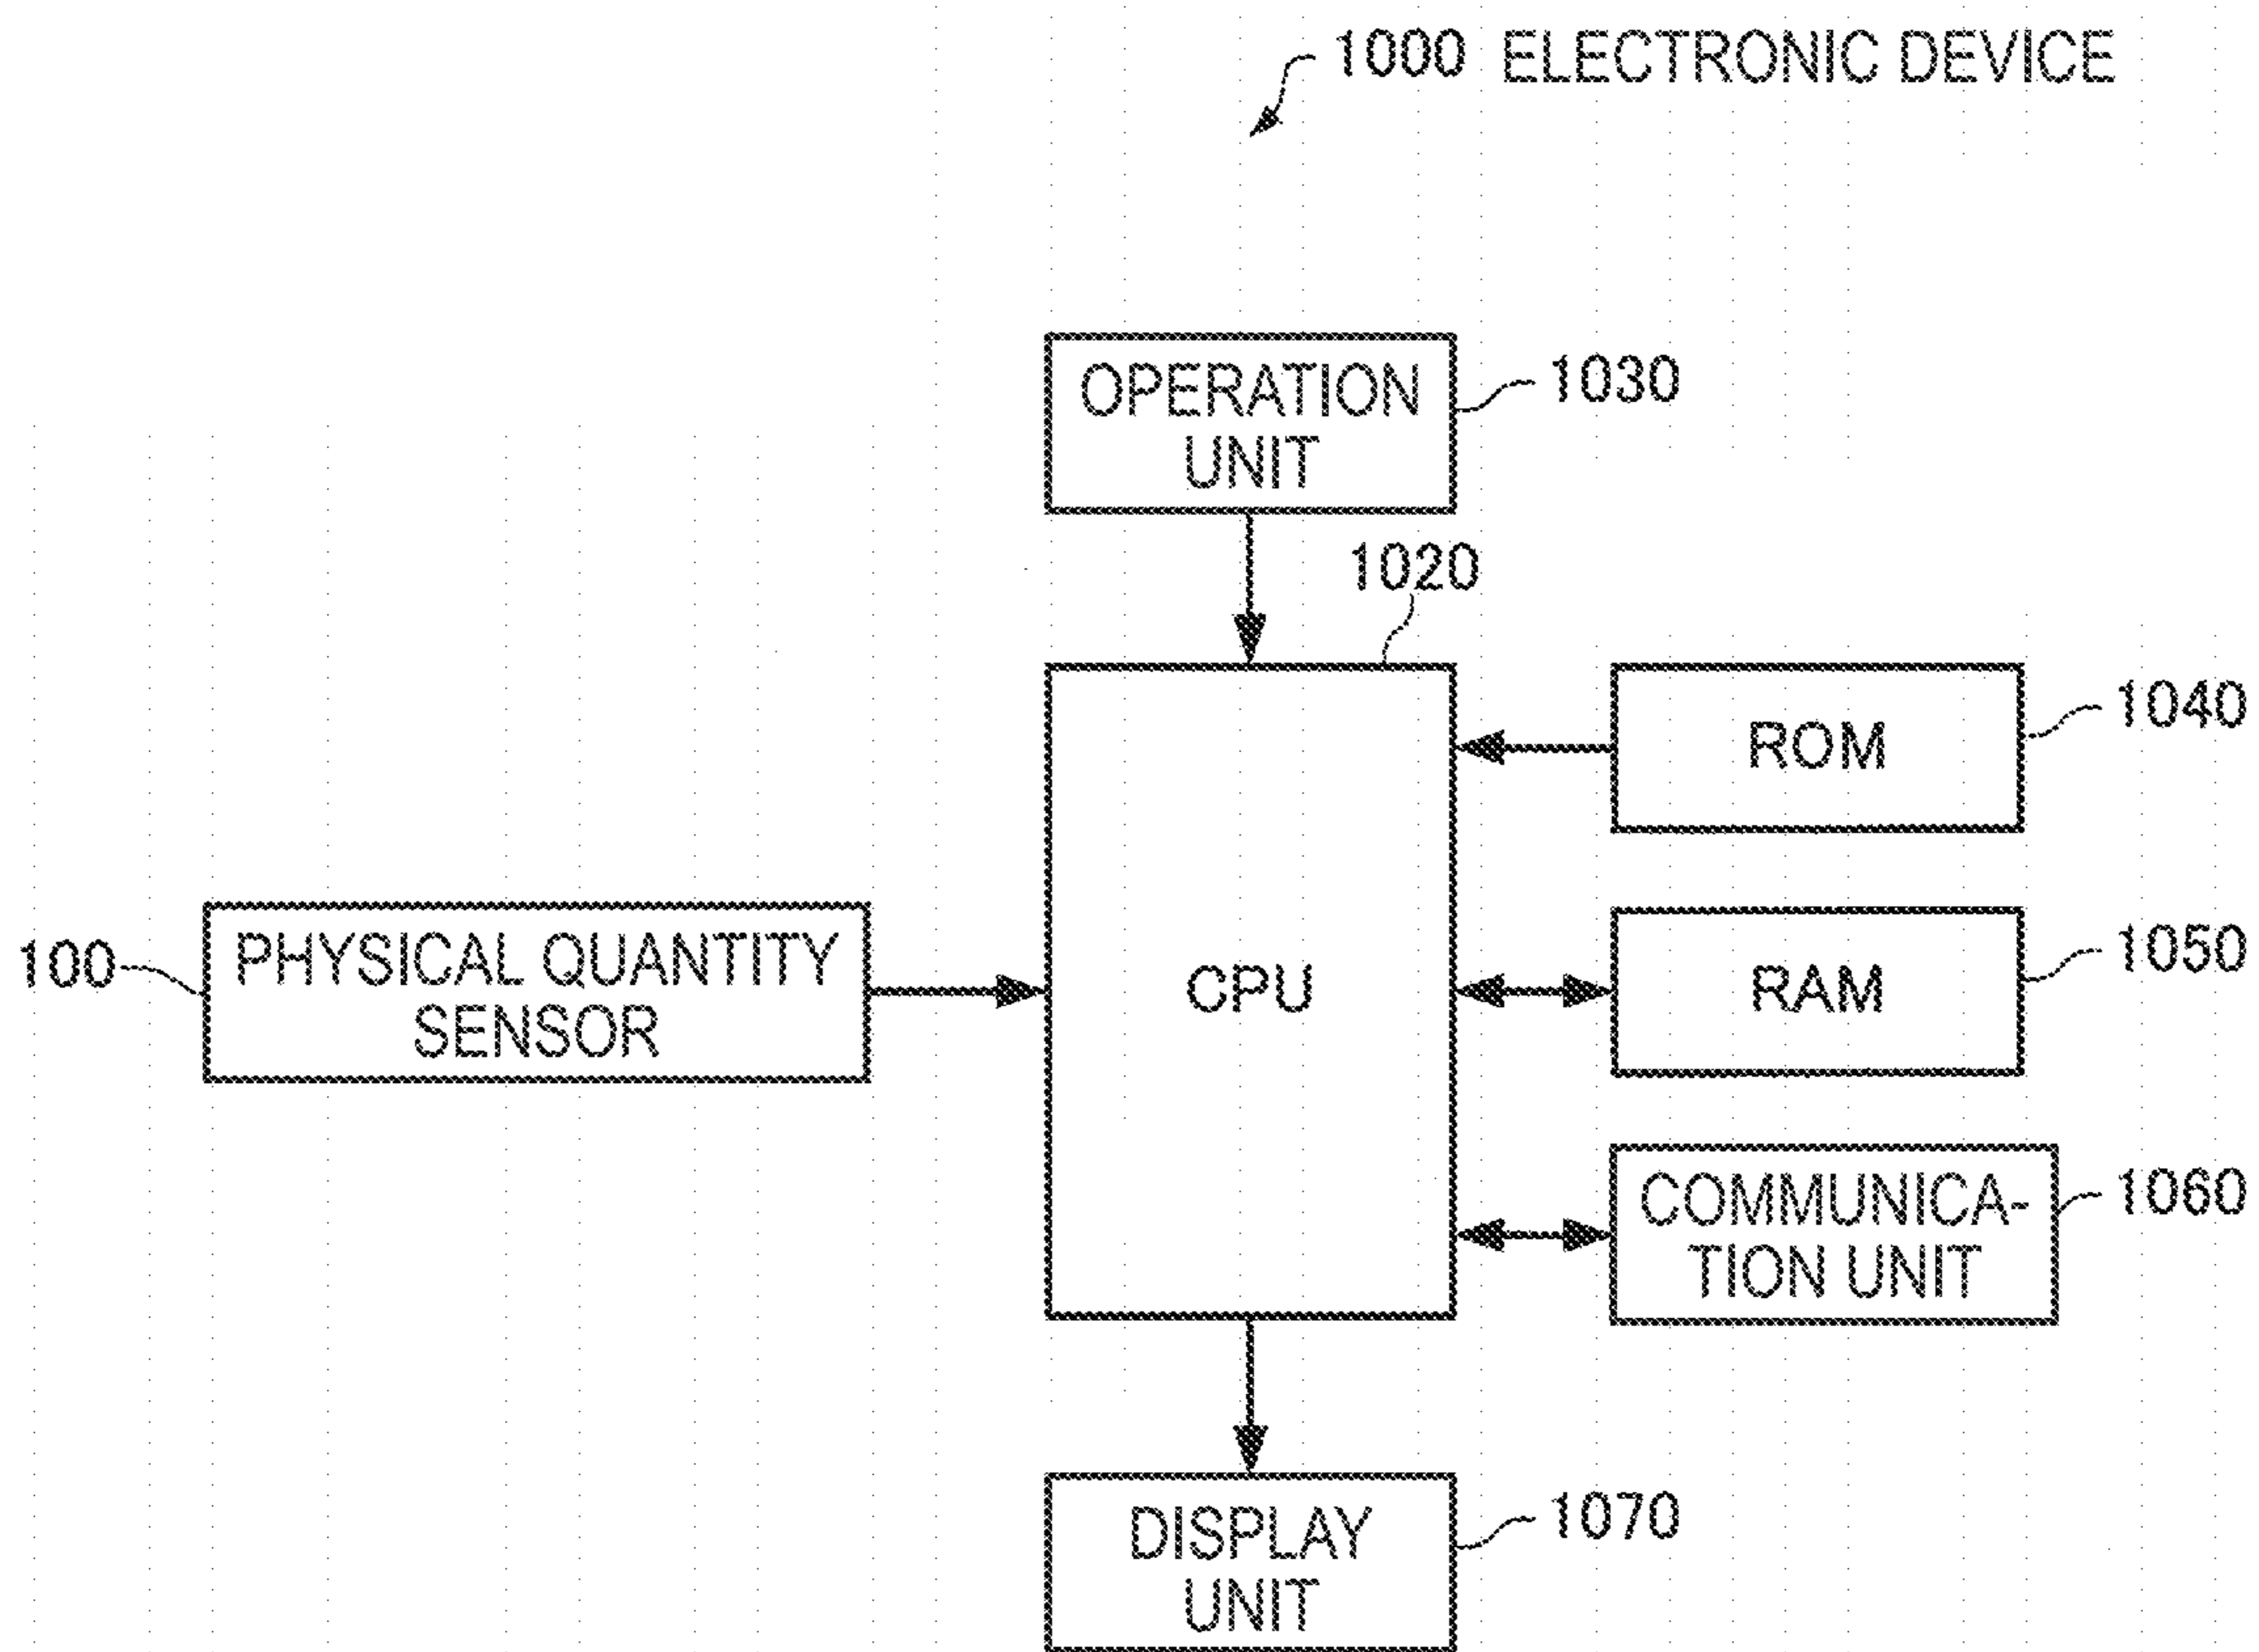 1000 ELECTRONIC DEVICE
OPERATION
UNIT
1030
1020
ROM
1040
100
PHYSICAL QUANTITY
SENSOR
CPU
RAM
1050
COMMUNICA-
TION UNIT
1060
DISPLAY
UNIT
1070